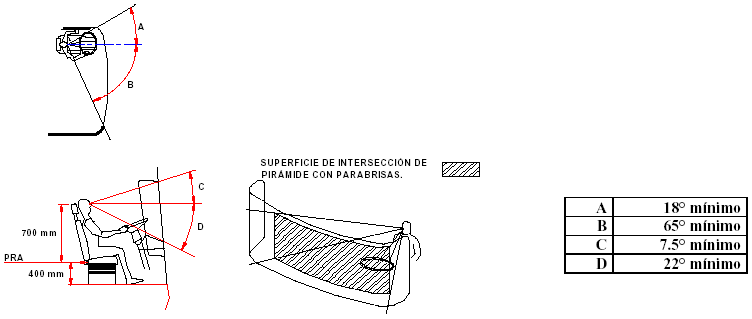 A
B
SUPERFICIE DE INTERSECCIÓN DE
PIRÁMIDE CON PARABRISAS.
C
D
700 mm
PRA
400 mm
A 18° mínimo
B 65° mínimo
C 7.5° mínimo
D 22° mínimo